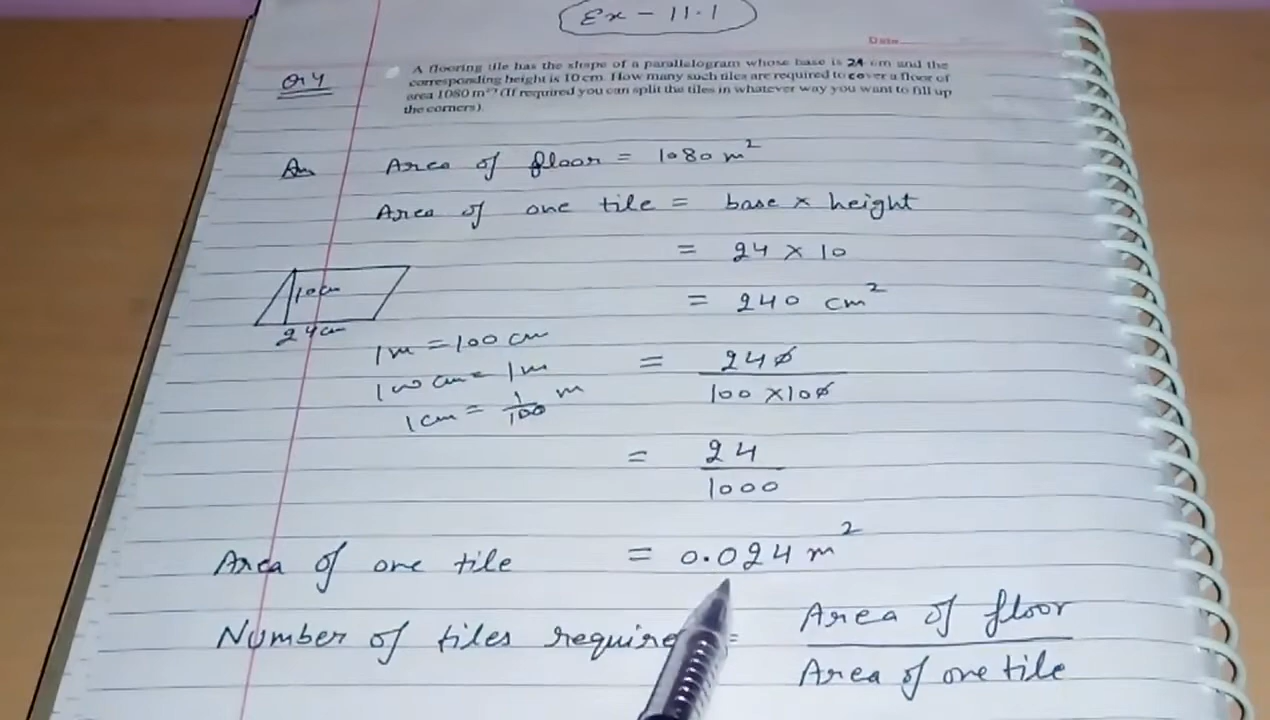 Ex - 11.1
Date
Q4
A flooring tile has the shape of a parallelogram whose base is 24 cm and the
corresponding height is 10 cm. How many such tiles are required to cover a floor of
area 1080 m²? (If required you can split the tiles in whatever way you want to fill up
the corners).
Ans Area of floor = 1080 m²
Area of one tile = base × height
= 24 × 10
10cm
= 240 cm²
24cm
1m = 100 cm
= 240 / 100 × 100
100 cm = 1m
1cm = 1/100 m
= 24 / 1000
Area of one tile = 0.024 m²
Number of tiles require = Area of floor / Area of one tile